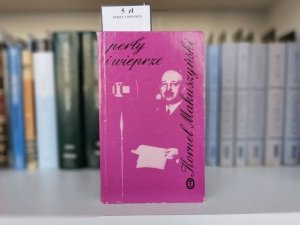 5 zł
perły
i wieprze
Kornel Makuszyński